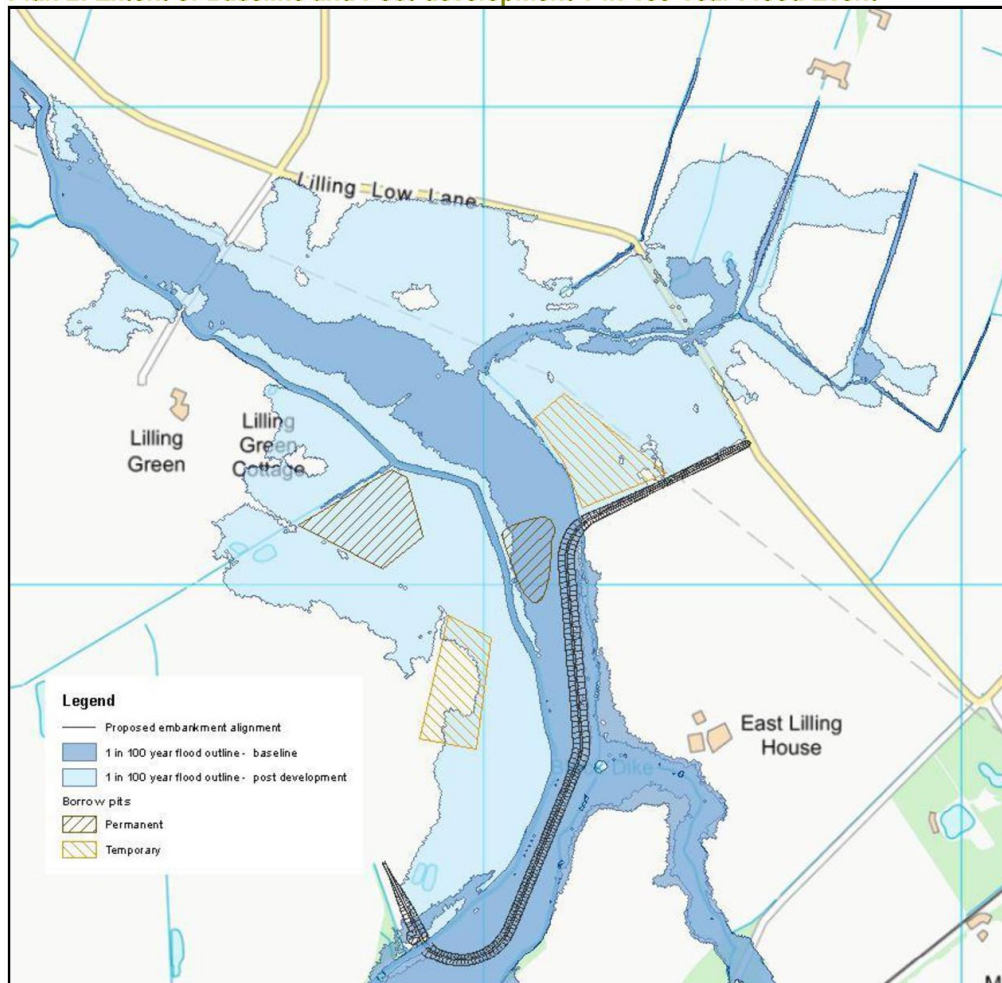 Lilling Low Lane
Lilling
Green
Lilling
Green
Cottage
East Lilling
House
Dike
Legend
Proposed embankment alignment
1 in 100 year flood outline - baseline
1 in 100 year flood outline - post development
Borrow pits
Permanent
Temporary
M